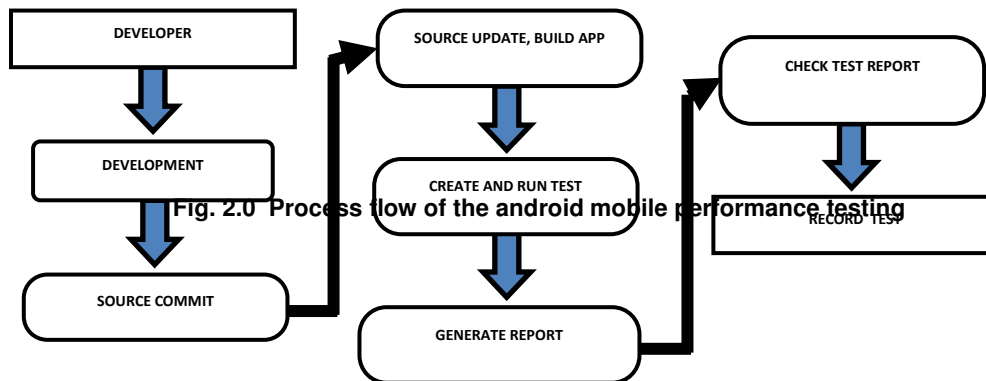 DEVELOPER
DEVELOPMENT
SOURCE COMMIT
SOURCE UPDATE, BUILD APP
CREATE AND RUN TEST
GENERATE REPORT
CHECK TEST REPORT
RECORD TEST
Fig. 2.0 Process flow of the android mobile performance testing